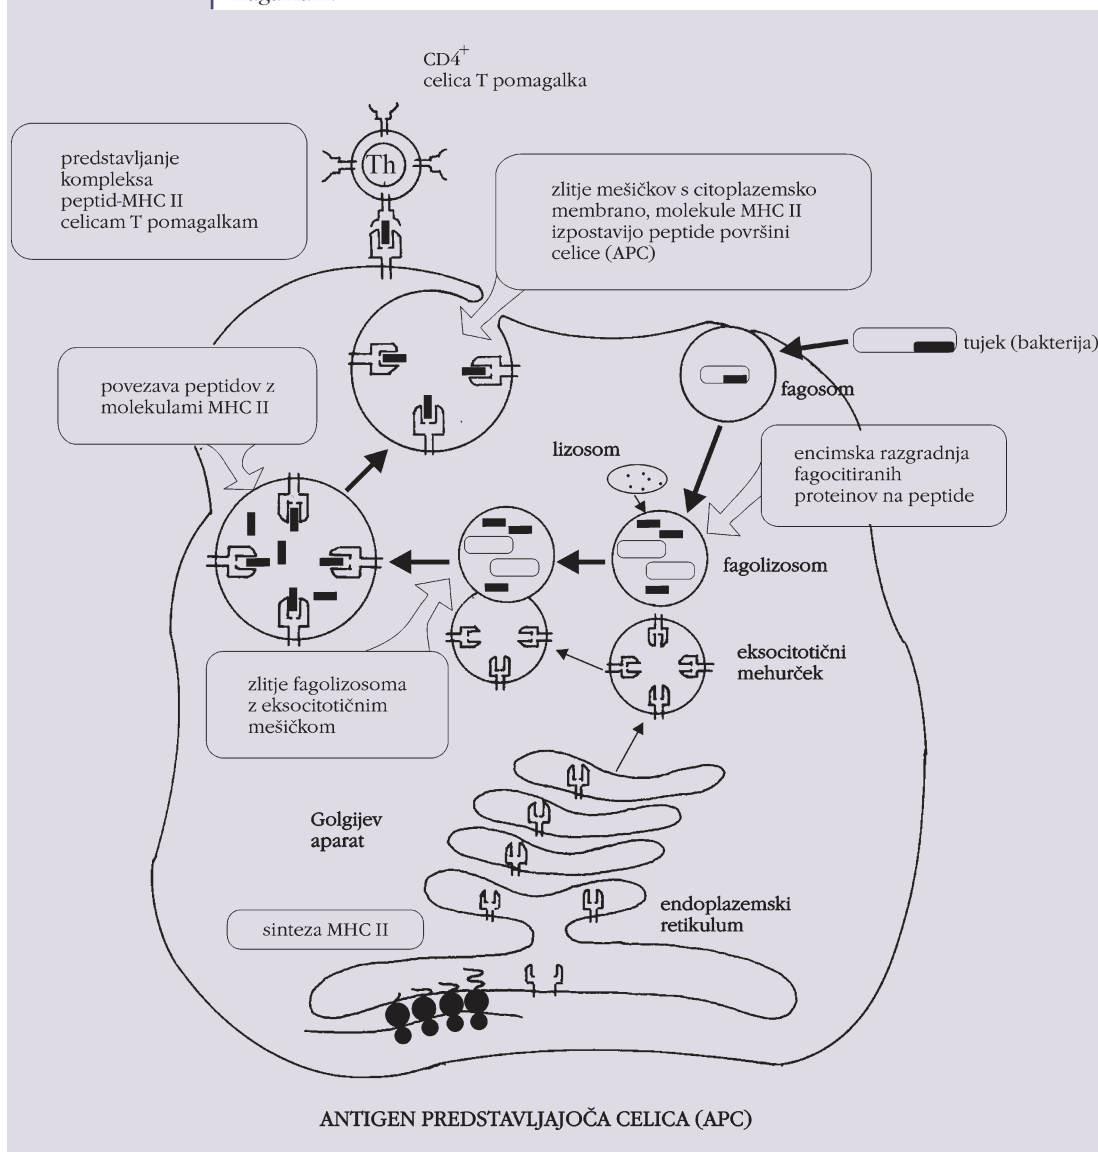 CD4+
celica T pomagalka
predstavljanje
kompleksa
peptid-MHC II
celicam T pomagalkam
Th
zlitje mešičkov s citoplazemsko
membrano, molekule MHC II
izpostavijo peptide površini
celice (APC)
tujek (bakterija)
fagosom
povezava peptidov z
molekulami MHC II
lizosom
encimska razgradnja
fagocitiranih
proteinov na peptide
fagolizosom
eksocitotični
mehurček
zlitje fagolizosoma
z eksocitotičnim
mešičkom
Golgijev
aparat
endoplazemski
retikulum
sinteza MHC II
ANTIGEN PREDSTAVLJAJOČA CELICA (APC)